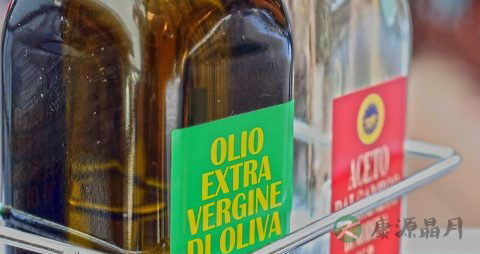 OLIO
EXTRA
VERGINE
DI OLIVA
ACETO
康源晶月